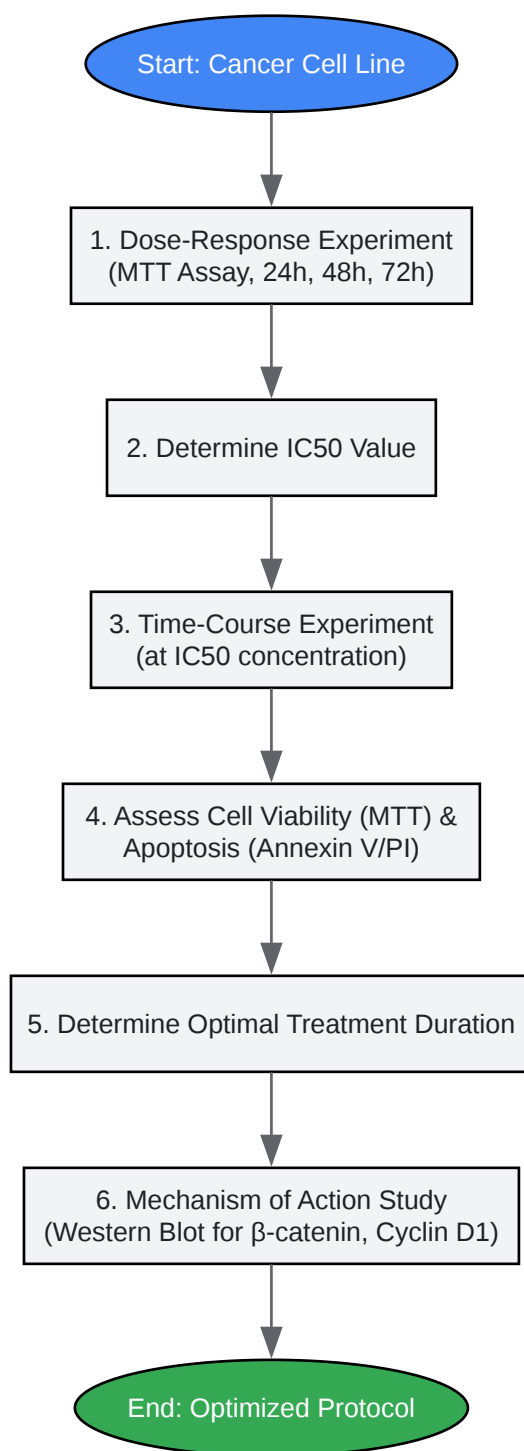 Start: Cancer Cell Line
1. Dose-Response Experiment
(MTT Assay, 24h, 48h, 72h)
2. Determine IC50 Value
3. Time-Course Experiment
(at IC50 concentration)
4. Assess Cell Viability (MTT) &
Apoptosis (Annexin V/PI)
5. Determine Optimal Treatment Duration
6. Mechanism of Action Study
(Western Blot for β-catenin, Cyclin D1)
End: Optimized Protocol